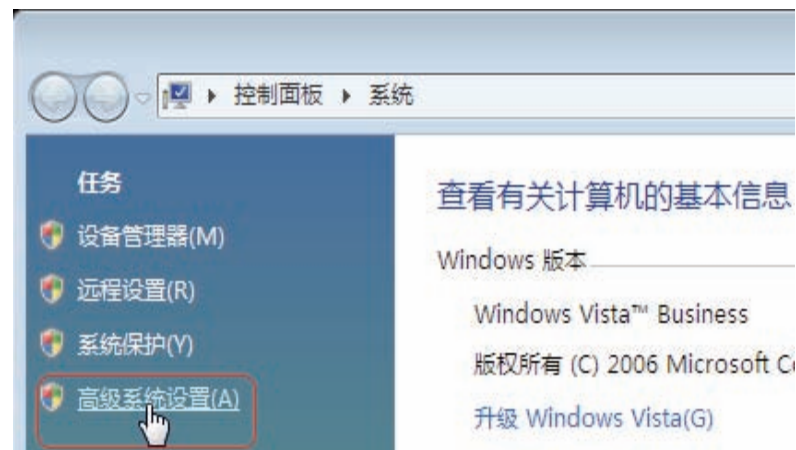 控制面板 ▸ 系统
任务
设备管理器(M)
远程设置(R)
系统保护(Y)
高级系统设置(A)
查看有关计算机的基本信息
Windows 版本
Windows Vista™ Business
版权所有 (C) 2006 Microsoft
升级 Windows Vista(G)